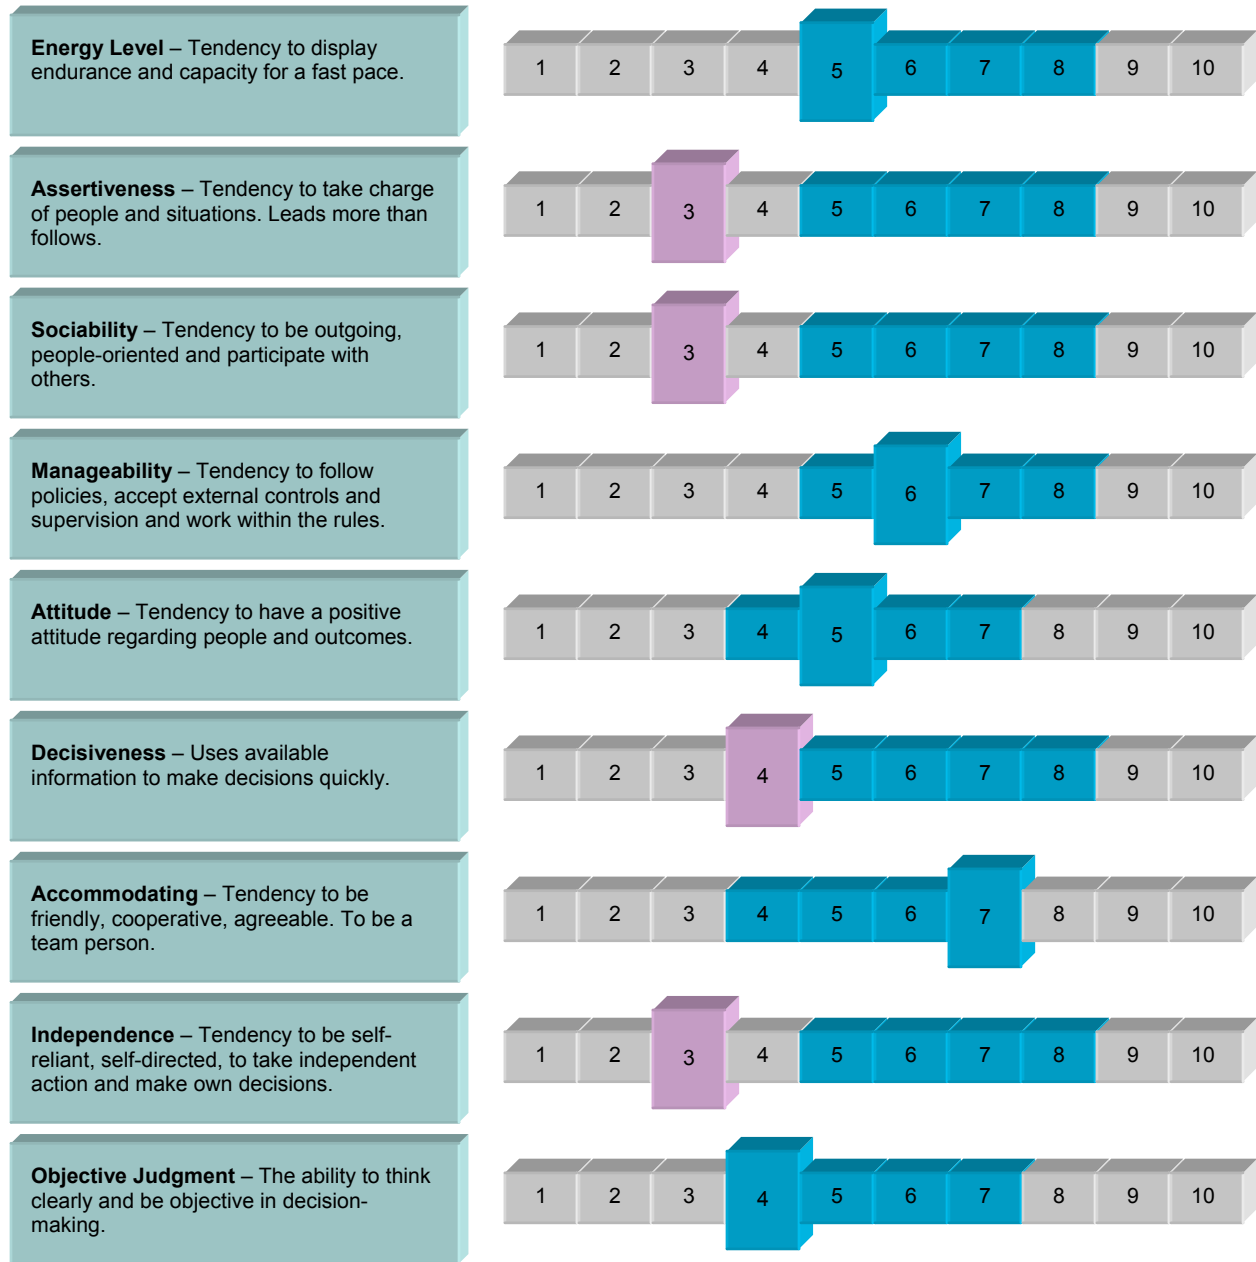 Energy Level – Tendency to display
endurance and capacity for a fast pace.
1 2 3 4 5 6 7 8 9 10
Assertiveness – Tendency to take charge
of people and situations. Leads more than
follows.
1 2 3 4 5 6 7 8 9 10
Sociability – Tendency to be outgoing,
people-oriented and participate with
others.
1 2 3 4 5 6 7 8 9 10
Manageability – Tendency to follow
policies, accept external controls and
supervision and work within the rules.
1 2 3 4 5 6 7 8 9 10
Attitude – Tendency to have a positive
attitude regarding people and outcomes.
1 2 3 4 5 6 7 8 9 10
Decisiveness – Uses available
information to make decisions quickly.
1 2 3 4 5 6 7 8 9 10
Accommodating – Tendency to be
friendly, cooperative, agreeable. To be a
team person.
1 2 3 4 5 6 7 8 9 10
Independence – Tendency to be self-
reliant, self-directed, to take independent
action and make own decisions.
1 2 3 4 5 6 7 8 9 10
Objective Judgment – The ability to think
clearly and be objective in decision-
making.
1 2 3 4 5 6 7 8 9 10